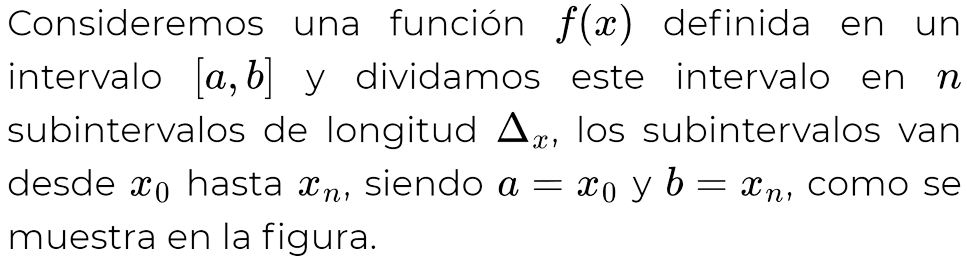 Consideremos una función $f(x)$ definida en un
intervalo $[a, b]$ y dividamos este intervalo en $n$
subintervalos de longitud $\Delta_x$, los subintervalos van
desde $x_0$ hasta $x_n$, siendo $a = x_0$ y $b = x_n$, como se
muestra en la figura.